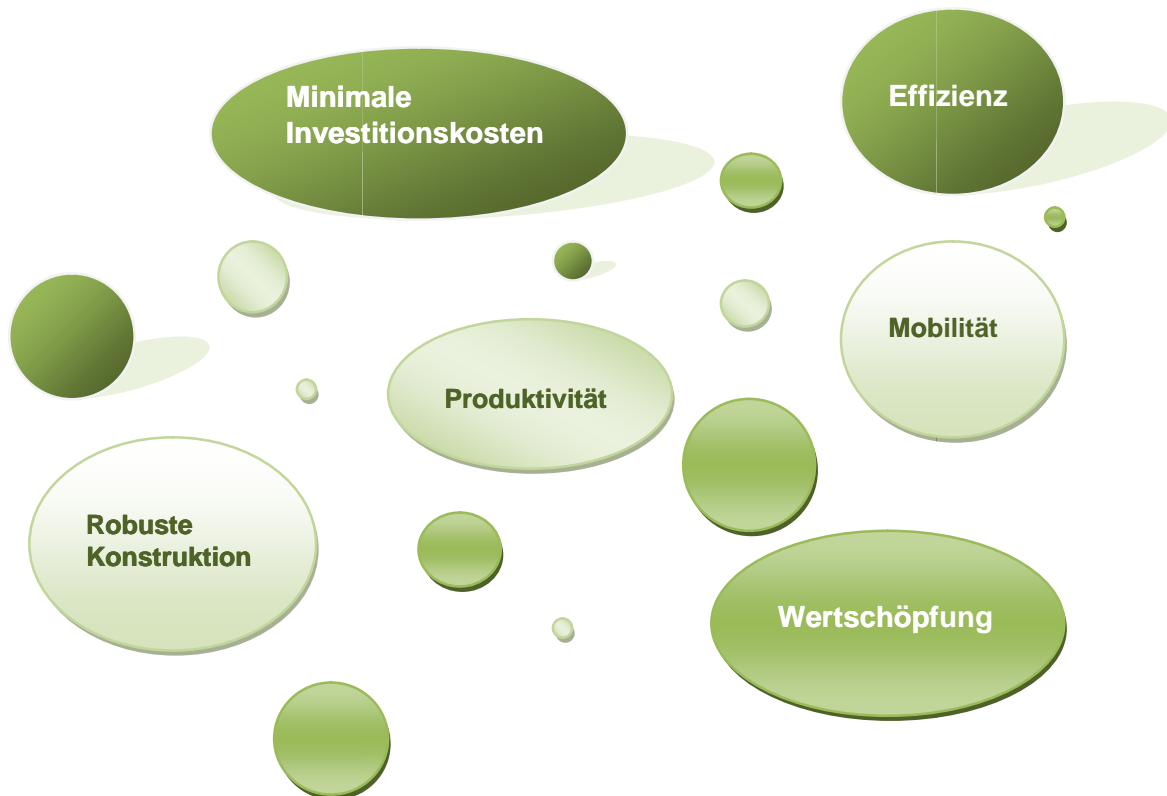 Minimale
Investitionskosten
Effizienz
Mobilität
Produktivität
Robuste
Konstruktion
Wertschöpfung